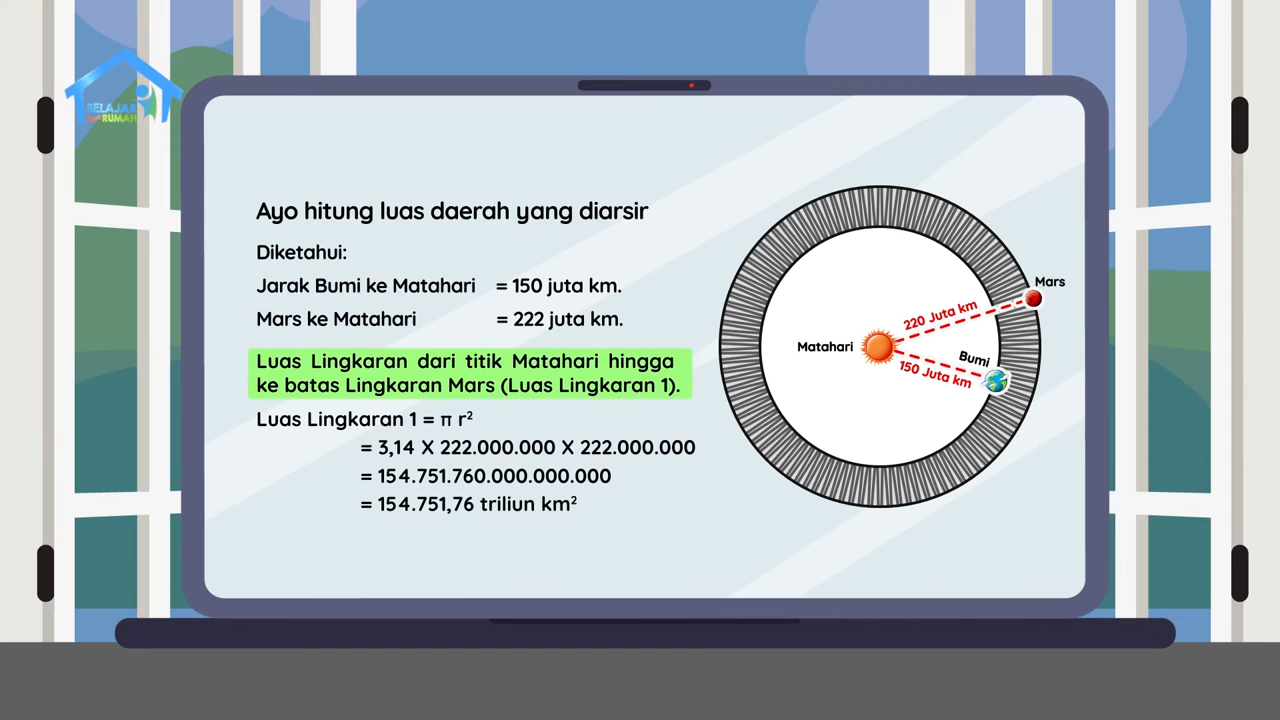 BELAJAR
RUMAH
Ayo hitung luas daerah yang diarsir
Diketahui:
Jarak Bumi ke Matahari = 150 juta km.
Mars ke Matahari = 222 juta km.
Luas Lingkaran dari titik Matahari hingga
ke batas Lingkaran Mars (Luas Lingkaran 1).
Luas Lingkaran 1 = π r²
= 3,14 X 222.000.000 X 222.000.000
= 154.751.760.000.000.000
= 154.751,76 triliun km²
Mars
220 Juta km
Matahari
Bumi
150 Juta km